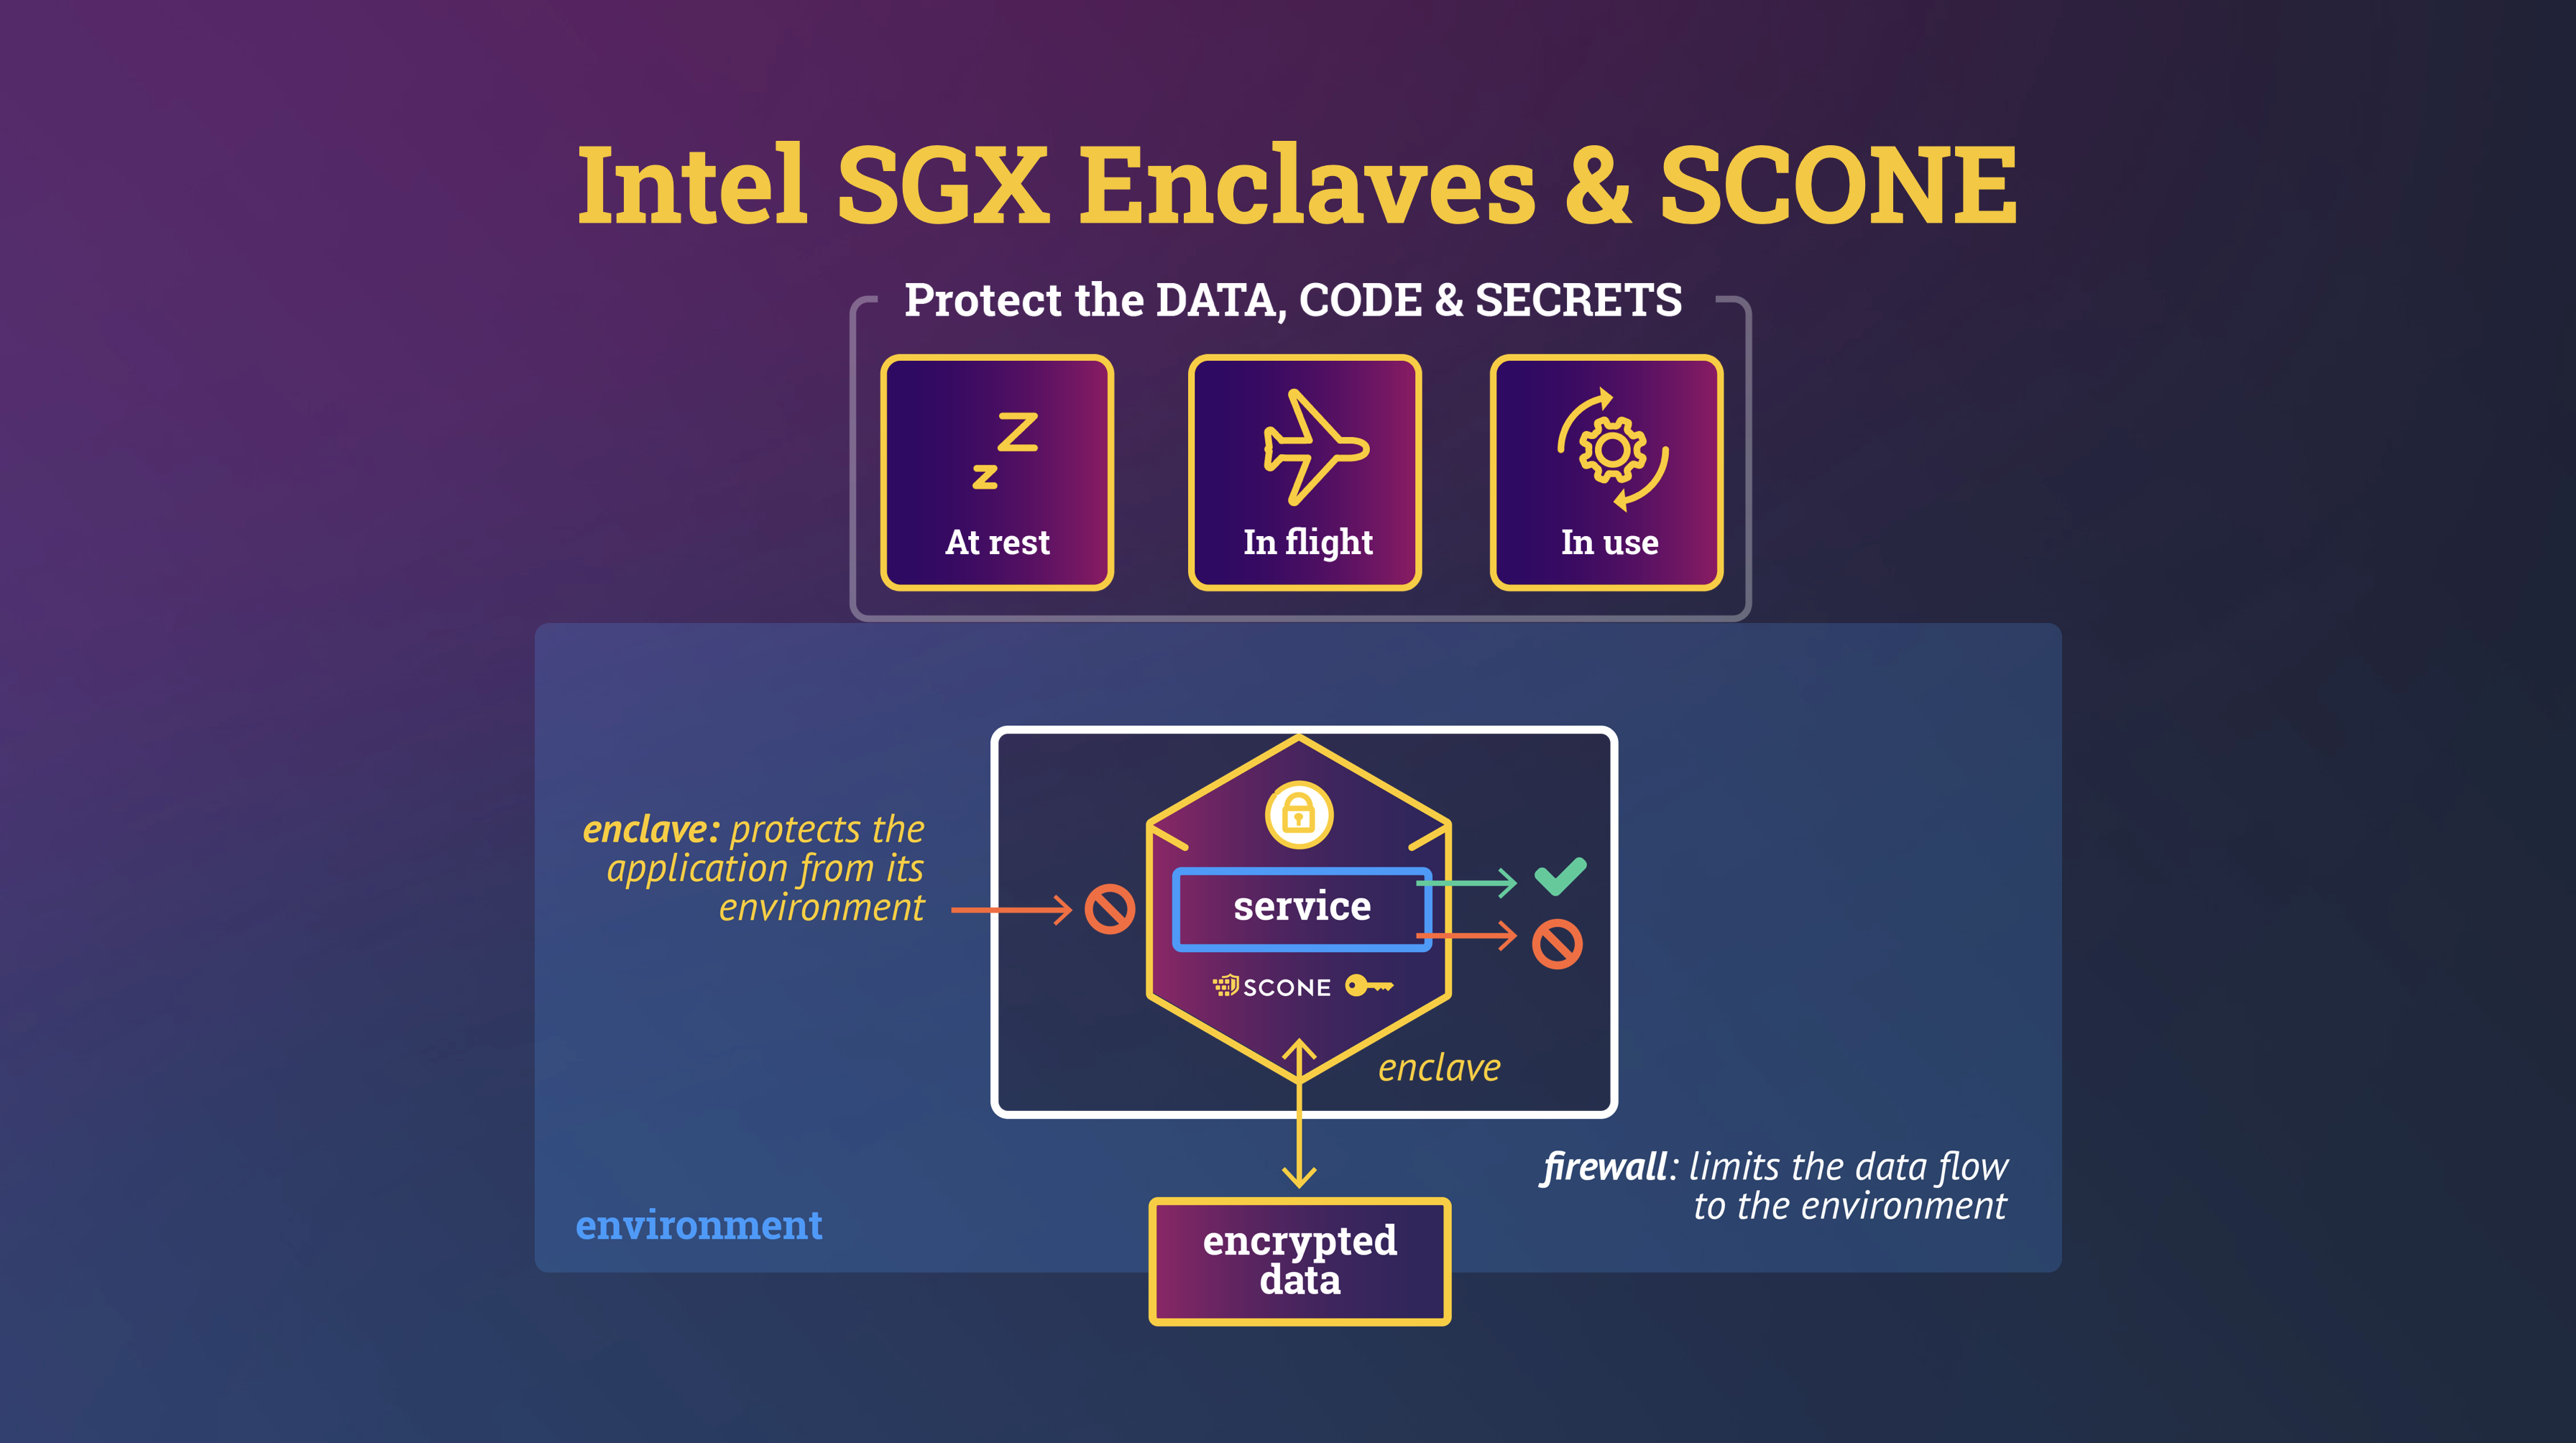 Intel SGX Enclaves & SCONE
Protect the DATA, CODE & SECRETS
At rest
In flight
In use
enclave: protects the
application from its
environment
service
SCONE
enclave
firewall: limits the data flow
to the environment
environment
encrypted
data